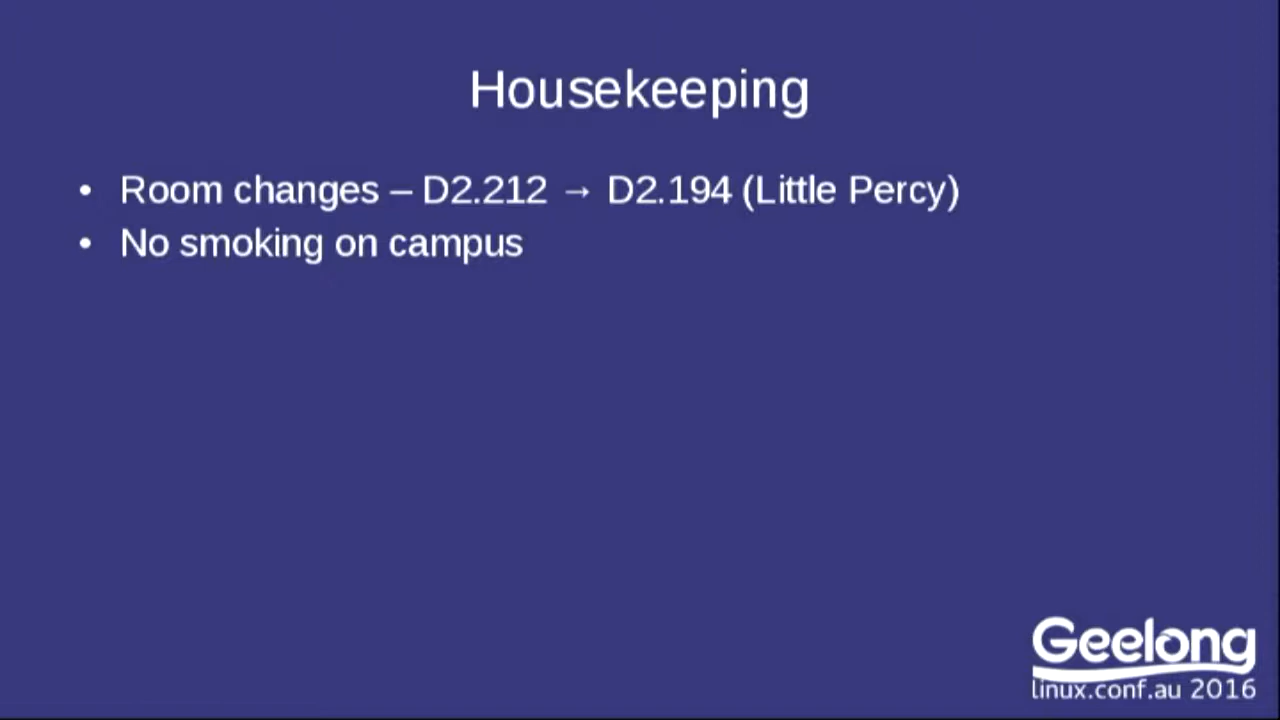 Housekeeping
• Room changes – D2.212 → D2.194 (Little Percy)
• No smoking on campus
Geelong
linux.conf.au 2016